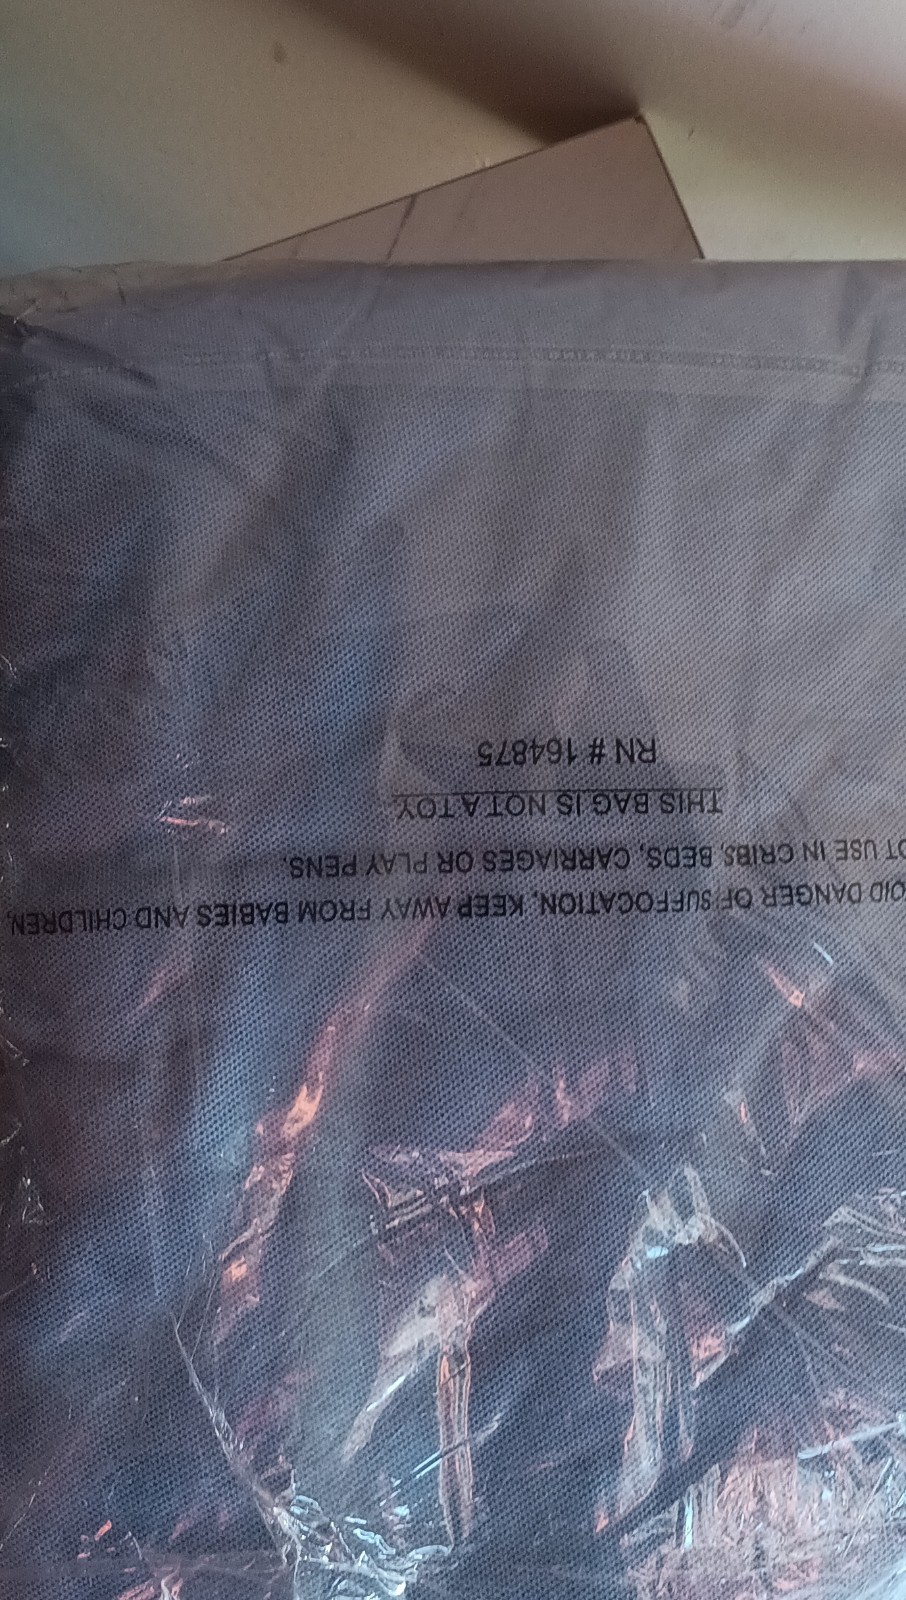 OID DANGER OF SUFFOCATION, KEEP AWAY FROM BABIES AND CHILDREN,
OT USE IN CRIBS, BEDS, CARRIAGES OR PLAY PENS.
THIS BAG IS NOT A TOY
RN # 164875